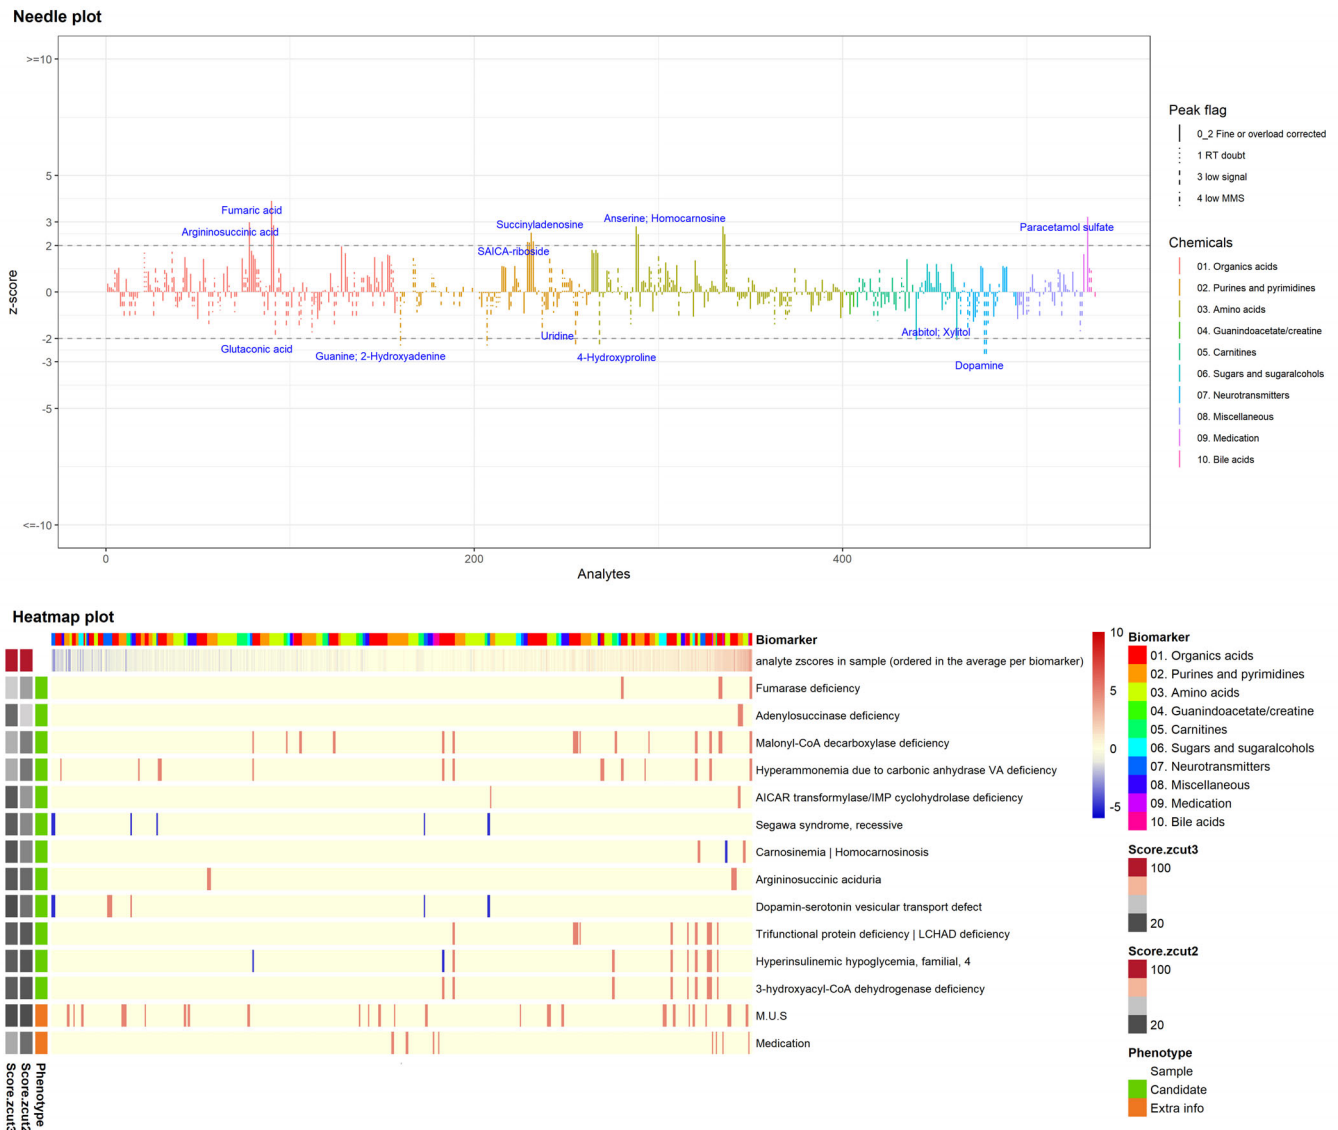 Needle plot
>=10
5
3
2
0
-2
-3
-5
<=-10
z-score
Fumaric acid
Argininosuccinic acid
Glutaconic acid
Guanine; 2-Hydroxyadenine
Succinyladenosine
SAICA-riboside
Uridine
Anserine; Homocarnosine
4-Hydroxyproline
Arabitol; Xylitol
Dopamine
Paracetamol sulfate
0
200
400
Analytes
Peak flag
0_2 Fine or overload corrected
1 RT doubt
3 low signal
4 low MMS
Chemicals
01. Organics acids
02. Purines and pyrimidines
03. Amino acids
04. Guanindoacetate/creatine
05. Carnitines
06. Sugars and sugaralcohols
07. Neurotransmitters
08. Miscellaneous
09. Medication
10. Bile acids
Heatmap plot
Biomarker
analyte zscores in sample (ordered in the average per biomarker)
Fumarase deficiency
Adenylosuccinase deficiency
Malonyl-CoA decarboxylase deficiency
Hyperammonemia due to carbonic anhydrase VA deficiency
AICAR transformylase/IMP cyclohydrolase deficiency
Segawa syndrome, recessive
Carnosinemia | Homocarnosinosis
Argininosuccinic aciduria
Dopamin-serotonin vesicular transport defect
Trifunctional protein deficiency | LCHAD deficiency
Hyperinsulinemic hypoglycemia, familial, 4
3-hydroxyacyl-CoA dehydrogenase deficiency
M.U.S
Medication
Score.zcut3
Score.zcut2
Phenotype
10
5
0
-5
Biomarker
01. Organics acids
02. Purines and pyrimidines
03. Amino acids
04. Guanindoacetate/creatine
05. Carnitines
06. Sugars and sugaralcohols
07. Neurotransmitters
08. Miscellaneous
09. Medication
10. Bile acids
Score.zcut3
100
20
Score.zcut2
100
20
Phenotype
Sample
Candidate
Extra info